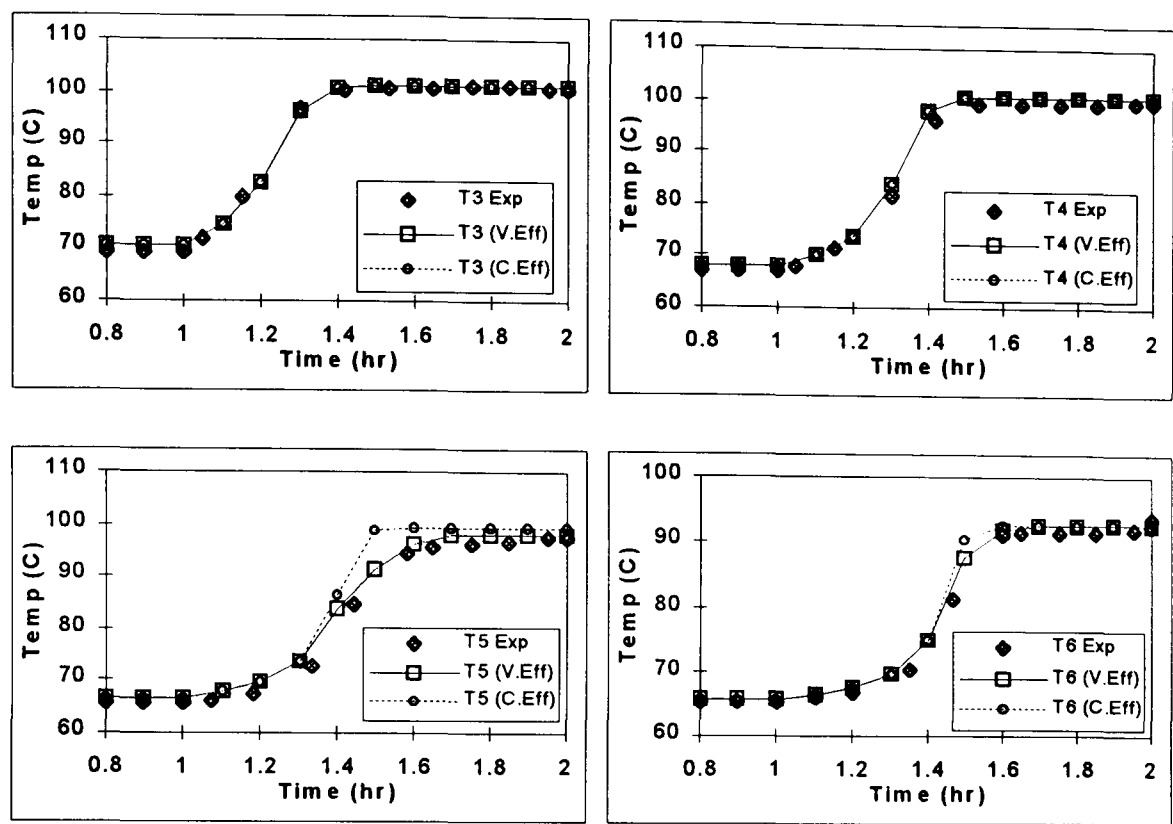 110
100
90
80
70
60
Temp (C)
T3 Exp
T3 (V.Eff)
T3 (C.Eff)
0.8 1 1.2 1.4 1.6 1.8 2
Time (hr)
110
100
90
80
70
60
Temp (C)
T4 Exp
T4 (V.Eff)
T4 (C.Eff)
0.8 1 1.2 1.4 1.6 1.8 2
Time (hr)
110
100
90
80
70
60
Temp (C)
T5 Exp
T5 (V.Eff)
T5 (C.Eff)
0.8 1 1.2 1.4 1.6 1.8 2
Time (hr)
100
90
80
70
60
Temp (C)
T6 Exp
T6 (V.Eff)
T6 (C.Eff)
0.8 1 1.2 1.4 1.6 1.8 2
Time (hr)